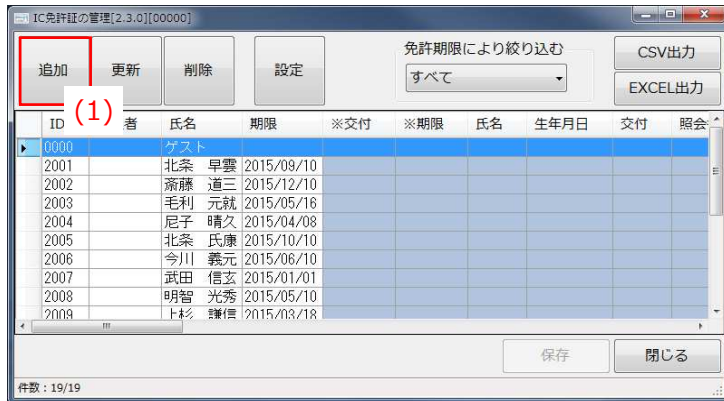 IC免許証の管理[2.3.0][00000]
追加 更新 削除 設定 免許期限により絞り込む CSV出力
すべて EXCEL出力
(1)
ID 者 氏名 期限 ※交付 ※期限 氏名 生年月日 交付 照会
0000 ゲスト
2001 北条 早雲 2015/09/10
2002 斎藤 道三 2015/12/10
2003 毛利 元就 2015/05/16
2004 尼子 晴久 2015/04/08
2005 北条 氏康 2015/10/10
2006 今川 義元 2015/06/10
2007 武田 信玄 2015/01/01
2008 明智 光秀 2015/05/10
2009 上杉 謙信 2015/03/18
保存 閉じる
件数:19/19